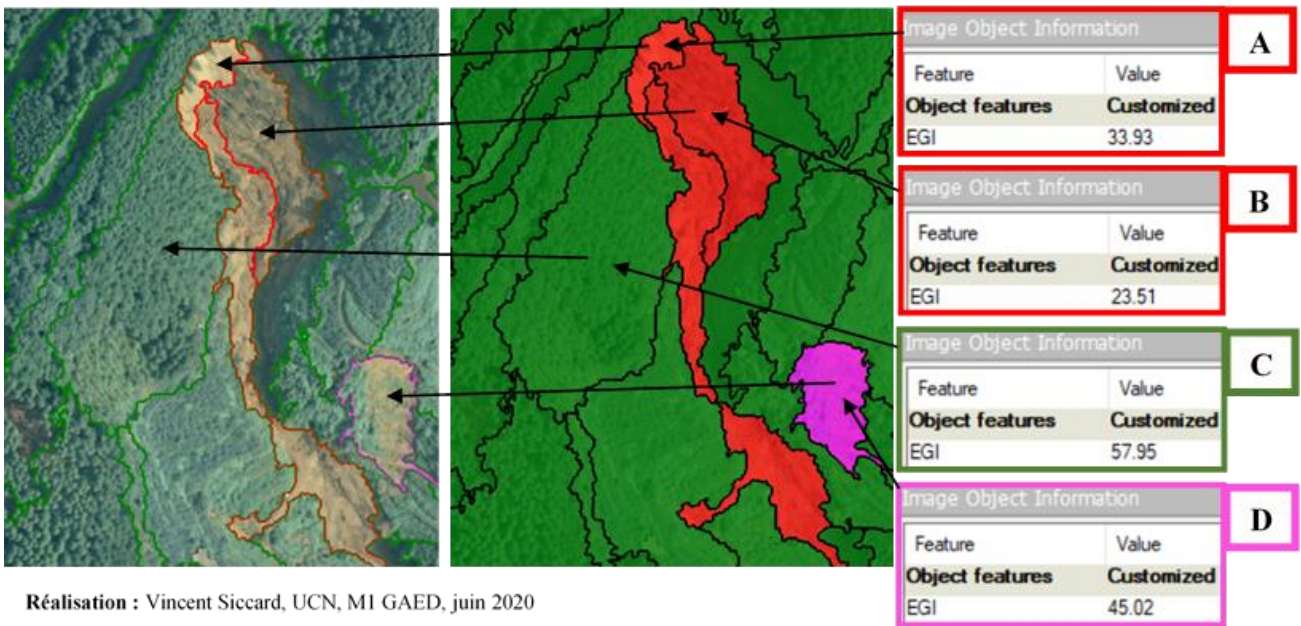 Image Object Information
A
Feature Value
Object features Customized
EGI 33.93
Image Object Information
B
Feature Value
Object features Customized
EGI 23.51
Image Object Information
C
Feature Value
Object features Customized
EGI 57.95
Image Object Information
D
Feature Value
Object features Customized
EGI 45.02
Réalisation : Vincent Siccard, UCN, M1 GAED, juin 2020